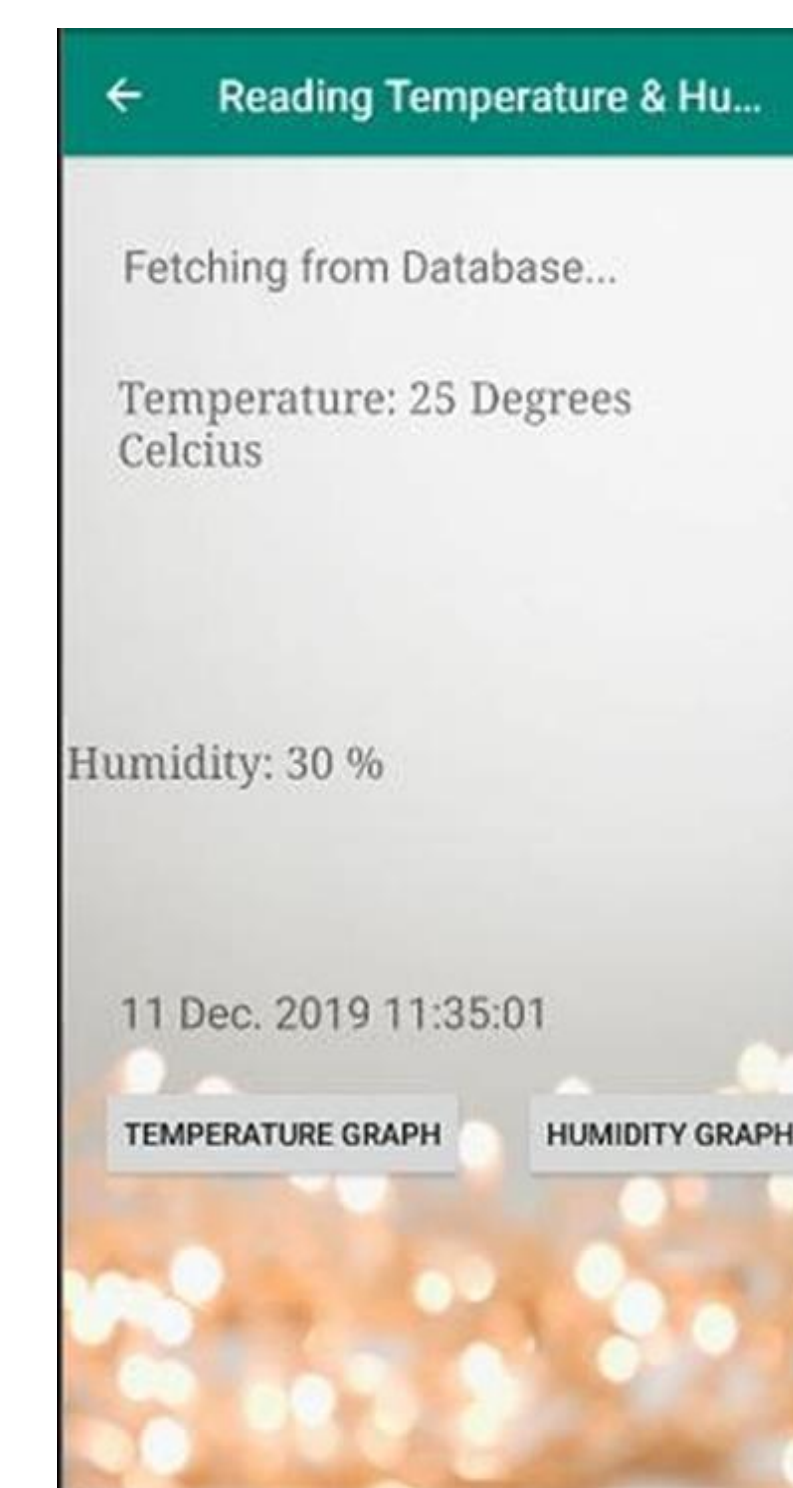 Reading Temperature & Hu...
Fetching from Database...
Temperature: 25 Degrees
Celcius
Humidity: 30 %
11 Dec. 2019 11:35:01
TEMPERATURE GRAPH
HUMIDITY GRAPH